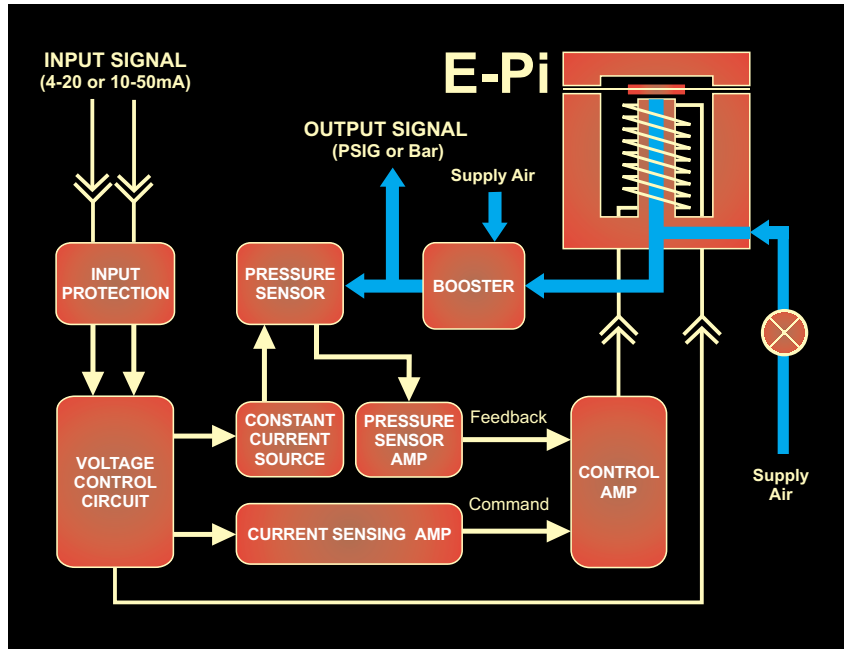 INPUT SIGNAL
(4-20 or 10-50mA)
E-Pi
OUTPUT SIGNAL
(PSIG or Bar)
Supply Air
INPUT
PROTECTION
PRESSURE
SENSOR
BOOSTER
VOLTAGE
CONTROL
CIRCUIT
CONSTANT
CURRENT
SOURCE
PRESSURE
SENSOR
AMP
Feedback
CONTROL
AMP
Supply
Air
CURRENT SENSING AMP
Command